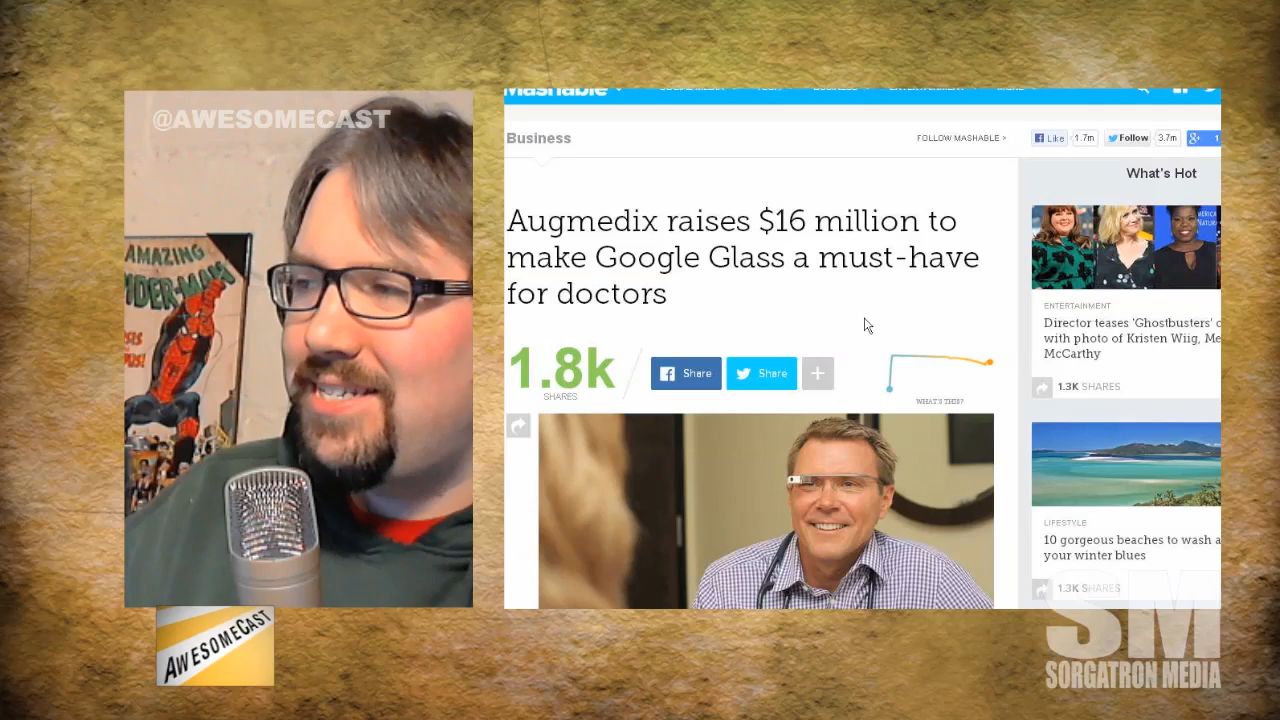 @AWESOMECAST
AMAZING
AWESOMECAST
Mashable
Business
FOLLOW MASHABLE >
Like
1.7m
Follow
3.7m
What's Hot
Augmedix raises $16 million to
make Google Glass a must-have
for doctors
1.8k
SHARES
Share
Share
WHAT'S THIS?
ENTERTAINMENT
Director teases 'Ghostbusters'
with photo of Kristen Wiig,
McCarthy
1.3K SHARES
LIFESTYLE
10 gorgeous beaches to wash
your winter blues
1.3K SHARES
SM
SORGATRON MEDIA